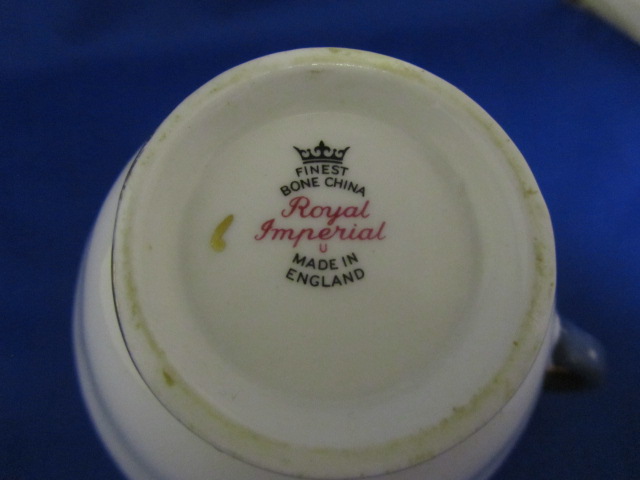 FINEST
BONE CHINA
Royal
Imperial
U
MADE IN
ENGLAND